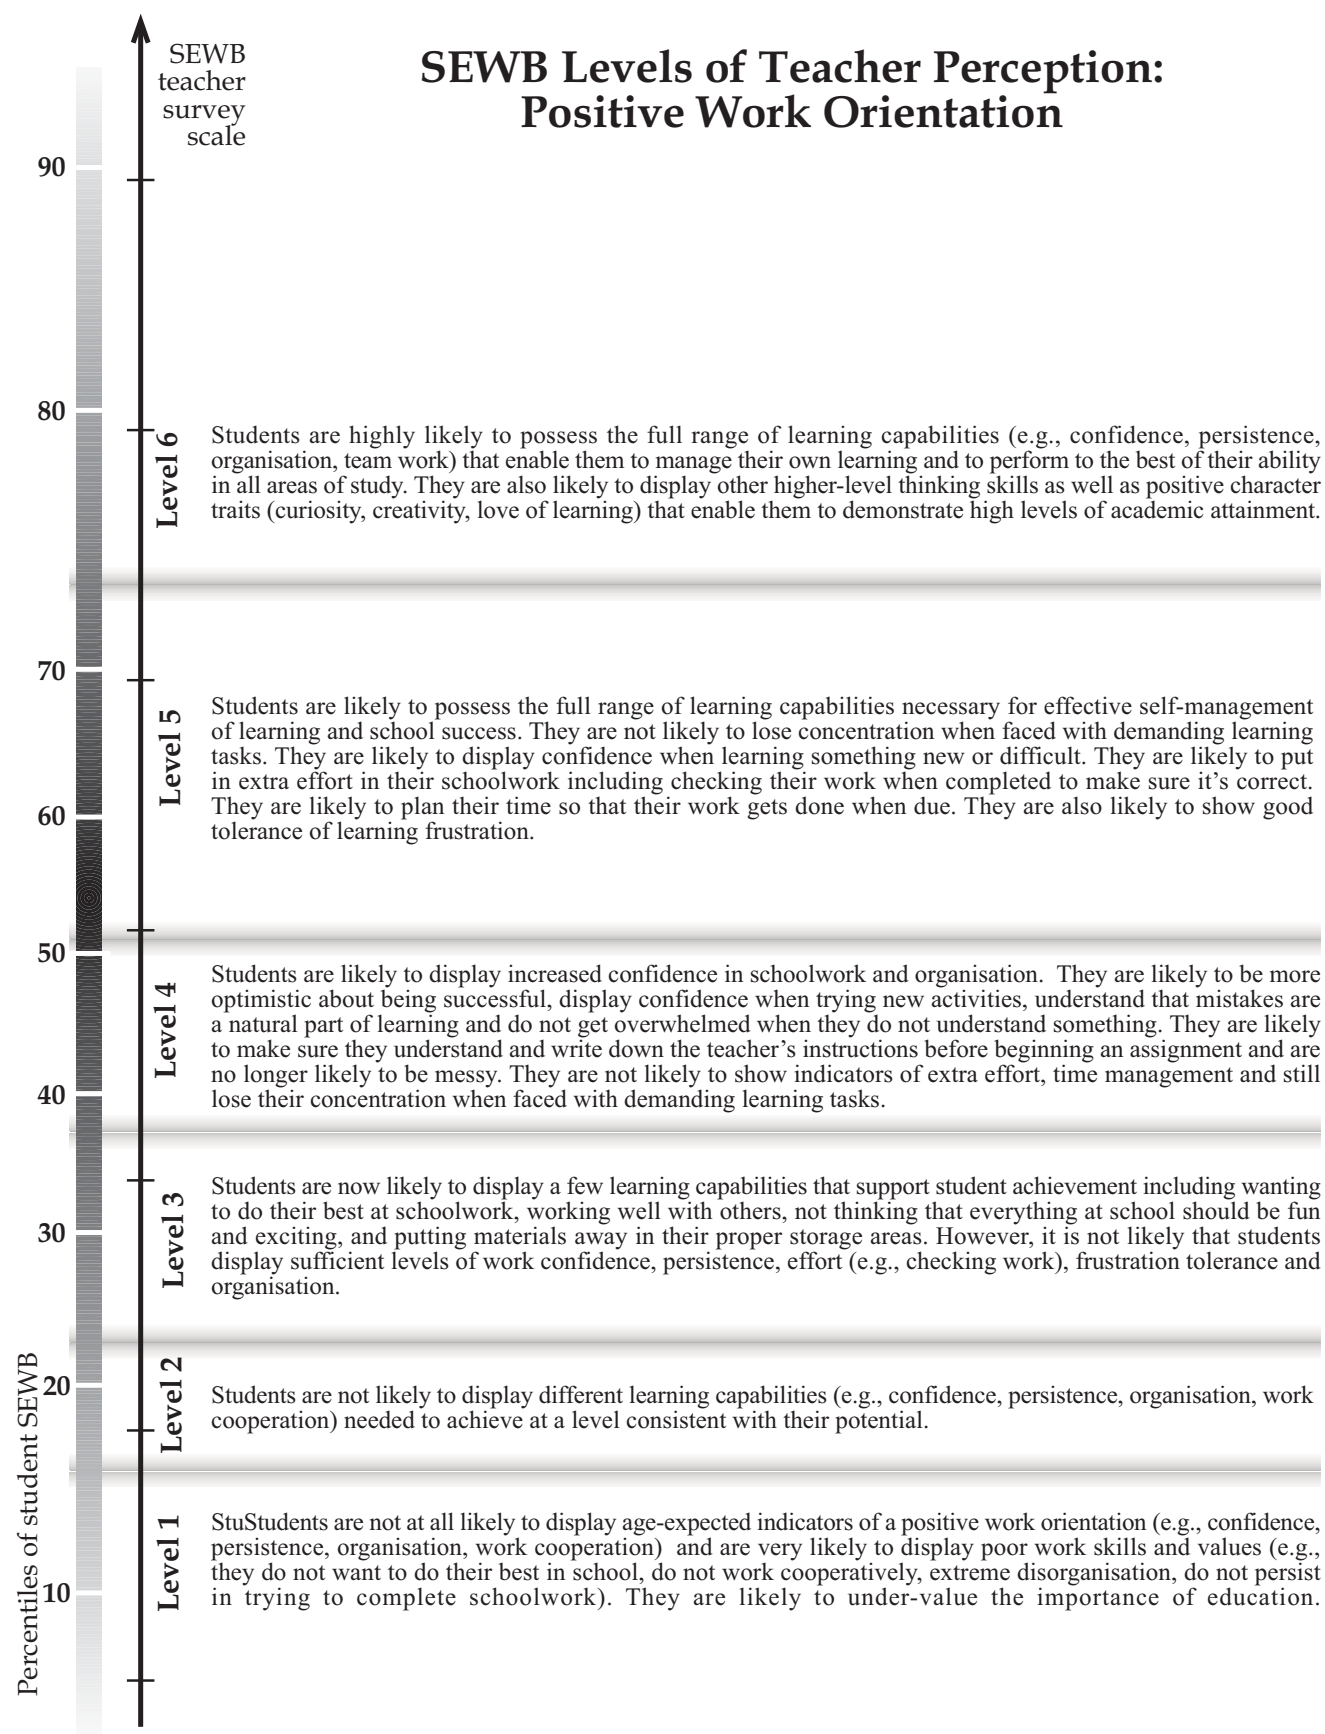 SEWB
teacher
survey
scale
SEWB Levels of Teacher Perception:
Positive Work Orientation
90
80
Level 6
Students are highly likely to possess the full range of learning capabilities (e.g., confidence, persistence,
organisation, team work) that enable them to manage their own learning and to perform to the best of their ability
in all areas of study. They are also likely to display other higher-level thinking skills as well as positive character
traits (curiosity, creativity, love of learning) that enable them to demonstrate high levels of academic attainment.
70
Level 5
Students are likely to possess the full range of learning capabilities necessary for effective self-management
of learning and school success. They are not likely to lose concentration when faced with demanding learning
tasks. They are likely to display confidence when learning something new or difficult. They are likely to put
in extra effort in their schoolwork including checking their work when completed to make sure it's correct.
They are likely to plan their time so that their work gets done when due. They are also likely to show good
tolerance of learning frustration.
60
50
Level 4
Students are likely to display increased confidence in schoolwork and organisation.  They are likely to be more
optimistic about being successful, display confidence when trying new activities, understand that mistakes are
a natural part of learning and do not get overwhelmed when they do not understand something. They are likely
to make sure they understand and write down the teacher's instructions before beginning an assignment and are
no longer likely to be messy. They are not likely to show indicators of extra effort, time management and still
lose their concentration when faced with demanding learning tasks.
40
Level 3
Students are now likely to display a few learning capabilities that support student achievement including wanting
to do their best at schoolwork, working well with others, not thinking that everything at school should be fun
and exciting, and putting materials away in their proper storage areas. However, it is not likely that students
display sufficient levels of work confidence, persistence, effort (e.g., checking work), frustration tolerance and
organisation.
30
20
Level 2
Students are not likely to display different learning capabilities (e.g., confidence, persistence, organisation, work
cooperation) needed to achieve at a level consistent with their potential.
Level 1
StuStudents are not at all likely to display age-expected indicators of a positive work orientation (e.g., confidence,
persistence, organisation, work cooperation)  and are very likely to display poor work skills and values (e.g.,
they do not want to do their best in school, do not work cooperatively, extreme disorganisation, do not persist
in trying to complete schoolwork). They are likely to under-value the importance of education.
10
Percentiles of student SEWB